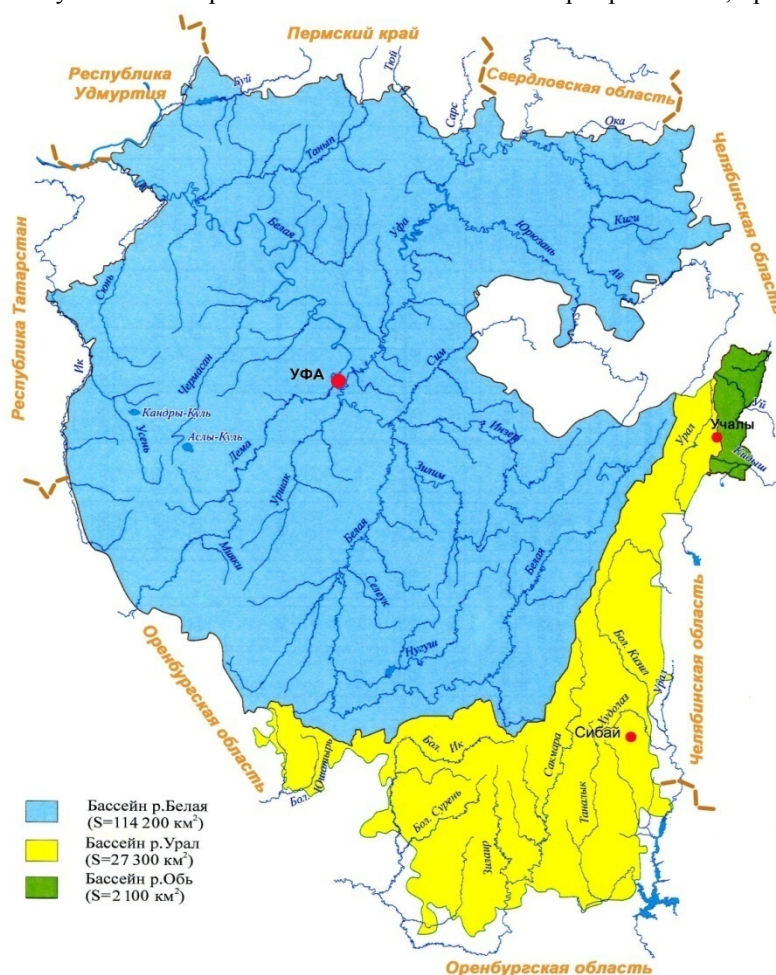 Пермский край
Республика
Удмуртия
Свердловская область
Челябинская область
Республика Татарстан
Буй
Тюй
Сарс
Ока
Танып
Белая
Уфа
Юрюзань
Киги
Ай
Сюнь
Ик
Чермасан
УФА
Сим
Кандры-Куль
Аслы-Куль
Усень
Дема
Уршак
Инзер
Зилим
Урал
Учалы
Уй
Белая
Белая
Мияки
Селеук
Нугуш
Оренбургская область
Бол. Кизил
Урал
Челябинская область
Худолаз
Сибай
Бол. Юшатырь
Бол. Ик
Сакмара
Таналык
Бол. Сурень
Зилаир
Бассейн р.Белая
(S=114 200 км²)
Бассейн р.Урал
(S=27 300 км²)
Бассейн р.Обь
(S=2 100 км²)
Оренбургская область